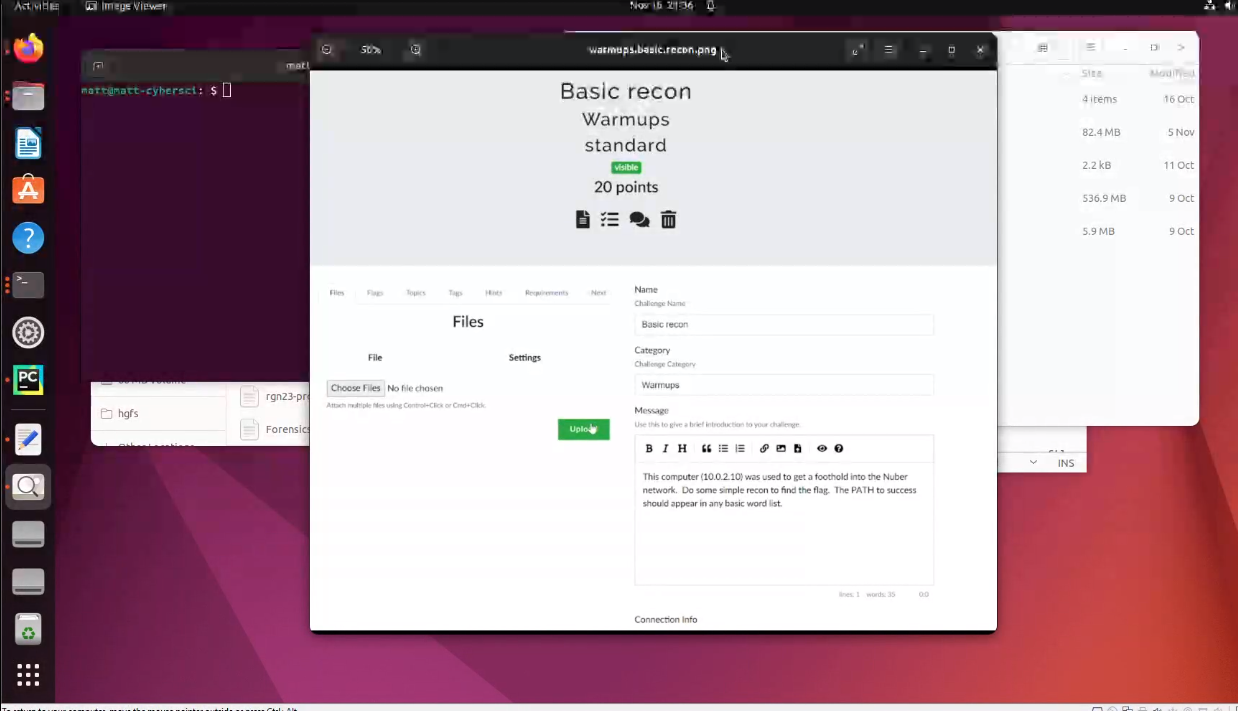 Activities
Image Viewer
Nov 15 21:36
50%
warmups.basic.recon.png
matt@matt-cybersci: $
Basic recon
Warmups
standard
visible
20 points
Files Flags Topics Tags Hints Requirements Next
Files
File Settings
Choose Files No file chosen
Attach multiple files using Control+Click or Cmd+Click.
Upload
Name
Challenge Name
Basic recon
Category
Challenge Category
Warmups
Message
Use this to give a brief introduction to your challenge.
B I H
This computer (10.0.2.10) was used to get a foothold into the Nuber
network. Do some simple recon to find the flag. The PATH to success
should appear in any basic word list.
lines: 1 words: 35 0:0
Connection Info
Size Modified
4 items 16 Oct
82.4 MB 5 Nov
2.2 kB 11 Oct
536.9 MB 9 Oct
5.9 MB 9 Oct
hgfs
Other Locations
rgn23-pre
Forensics
INS
PC
To return to your computer, move the mouse pointer outside or press Ctrl+Alt.